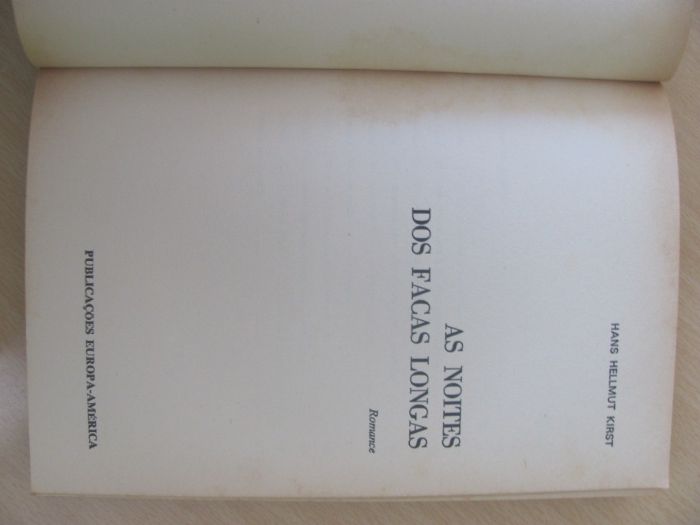 HANS HELLMUT KIRST
AS NOITES
DOS FACAS LONGAS
Romance
PUBLICAÇÕES EUROPA-AMÉRICA